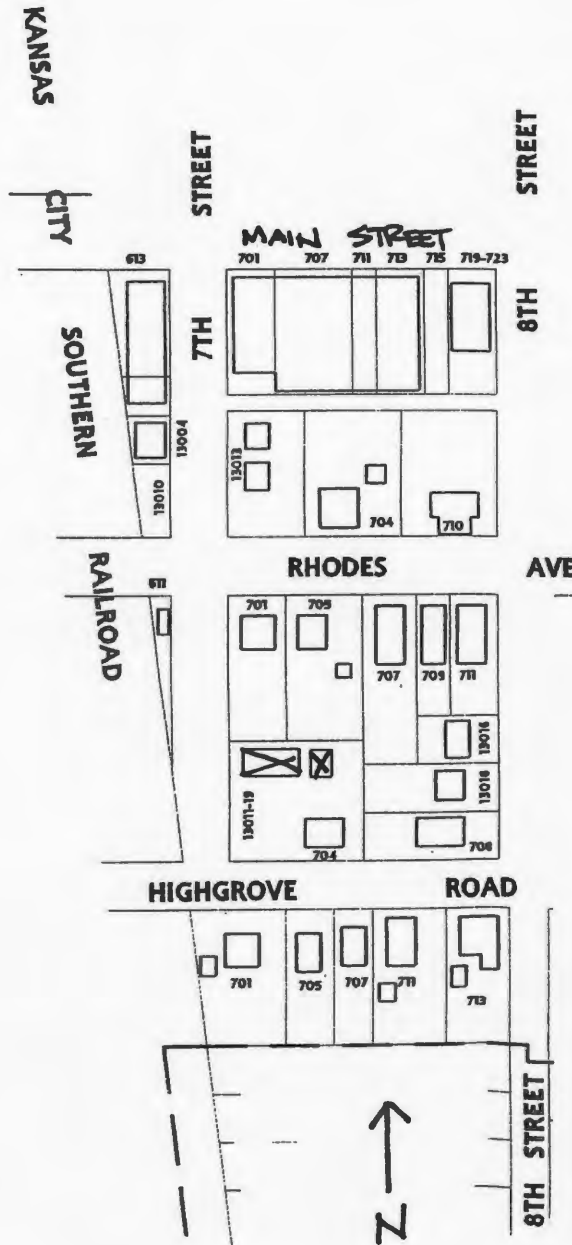 KANSAS
CITY
SOUTHERN
RAILROAD
STREET
7TH
STREET
8TH
MAIN STREET
613
701 707 711 713 715 719-723
13004
13010
13013
704
710
RHODES AVE
611
701 705
707 709 711
13016
13016
13011-19
704
708
HIGHGROVE ROAD
701 705 707 711 713
8TH STREET
N